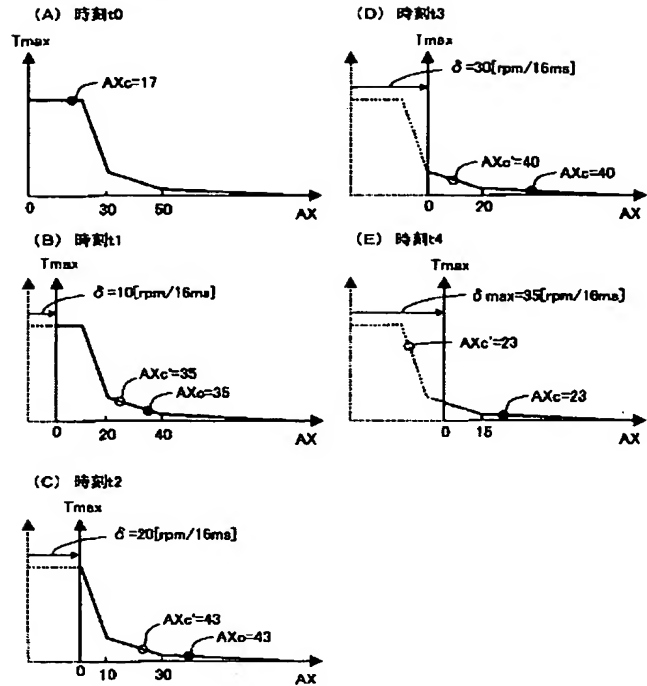 (A) 時刻t0
Tmax
AXc=17
0 30 50
AX
(B) 時刻t1
Tmax
δ=10[rpm/16ms]
AXc'=35
AXc=35
0 20 40
AX
(C) 時刻t2
Tmax
δ=20[rpm/16ms]
AXc'=43
AXc=43
0 10 30
AX
(D) 時刻t3
Tmax
δ=30[rpm/16ms]
AXc'=40
AXc=40
0 20
AX
(E) 時刻t4
Tmax
δmax=35[rpm/16ms]
AXc'=23
AXc=23
0 15
AX